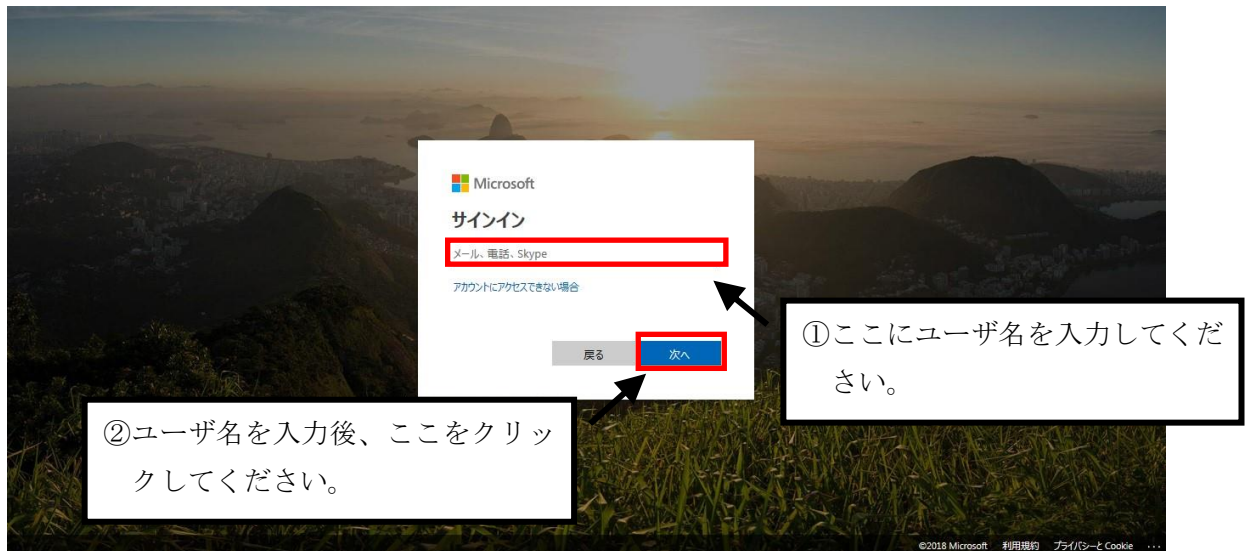 Microsoft
サインイン
メール、電話、Skype
アカウントにアクセスできない場合
戻る
次へ
①ここにユーザ名を入力してくだ
さい。
②ユーザ名を入力後、ここをクリッ
クしてください。
©2018 Microsoft 利用規約 プライバシーと Cookie ...